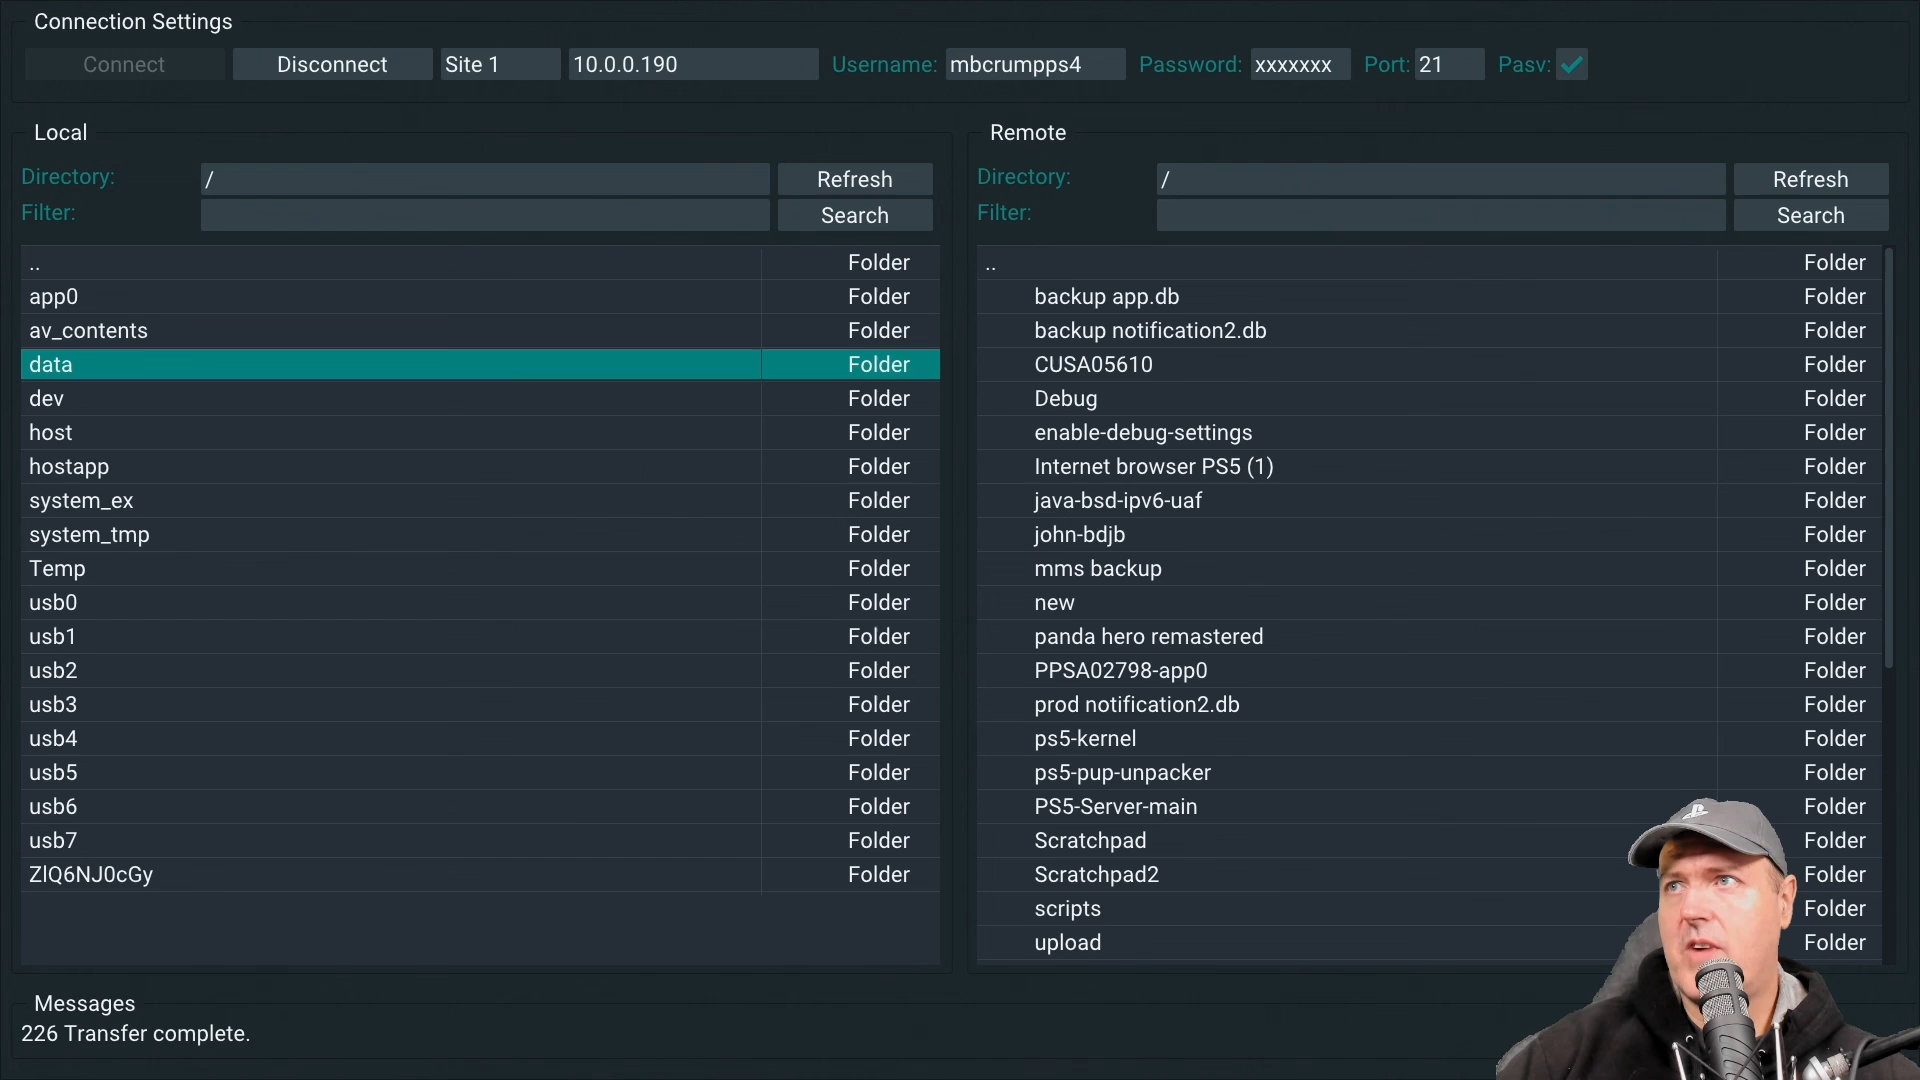 Connection Settings
Connect Disconnect Site 1 10.0.0.190 Username: mbcrumpps4 Password: xxxxxxx Port: 21 Pasv:
Local
Directory: / Refresh
Filter: Search
.. Folder
app0 Folder
av_contents Folder
data Folder
dev Folder
host Folder
hostapp Folder
system_ex Folder
system_tmp Folder
Temp Folder
usb0 Folder
usb1 Folder
usb2 Folder
usb3 Folder
usb4 Folder
usb5 Folder
usb6 Folder
usb7 Folder
ZlQ6NJ0cGy Folder
Remote
Directory: / Refresh
Filter: Search
.. Folder
backup app.db Folder
backup notification2.db Folder
CUSA05610 Folder
Debug Folder
enable-debug-settings Folder
Internet browser PS5 (1) Folder
java-bsd-ipv6-uaf Folder
john-bdjb Folder
mms backup Folder
new Folder
panda hero remastered Folder
PPSA02798-app0 Folder
prod notification2.db Folder
ps5-kernel Folder
ps5-pup-unpacker Folder
PS5-Server-main Folder
Scratchpad Folder
Scratchpad2 Folder
scripts Folder
upload Folder
Messages
226 Transfer complete.